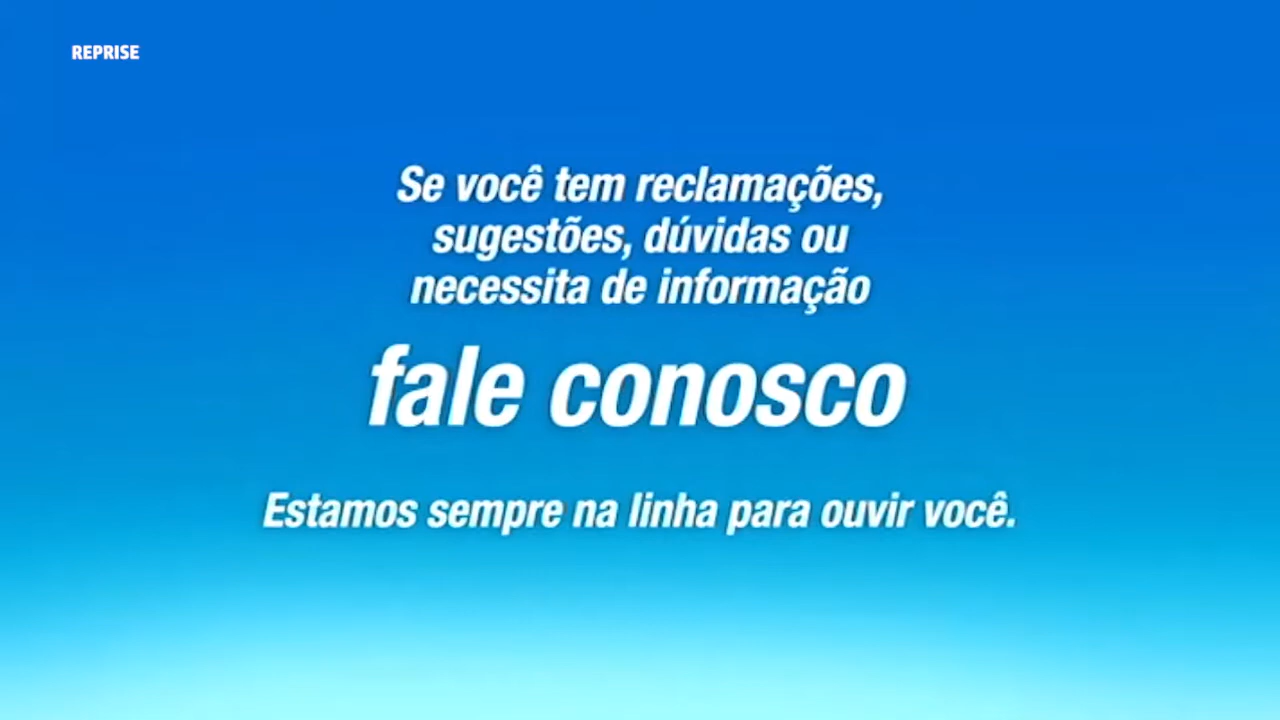 REPRISE
Se você tem reclamações,
sugestões, dúvidas ou
necessita de informação
fale conosco
Estamos sempre na linha para ouvir você.